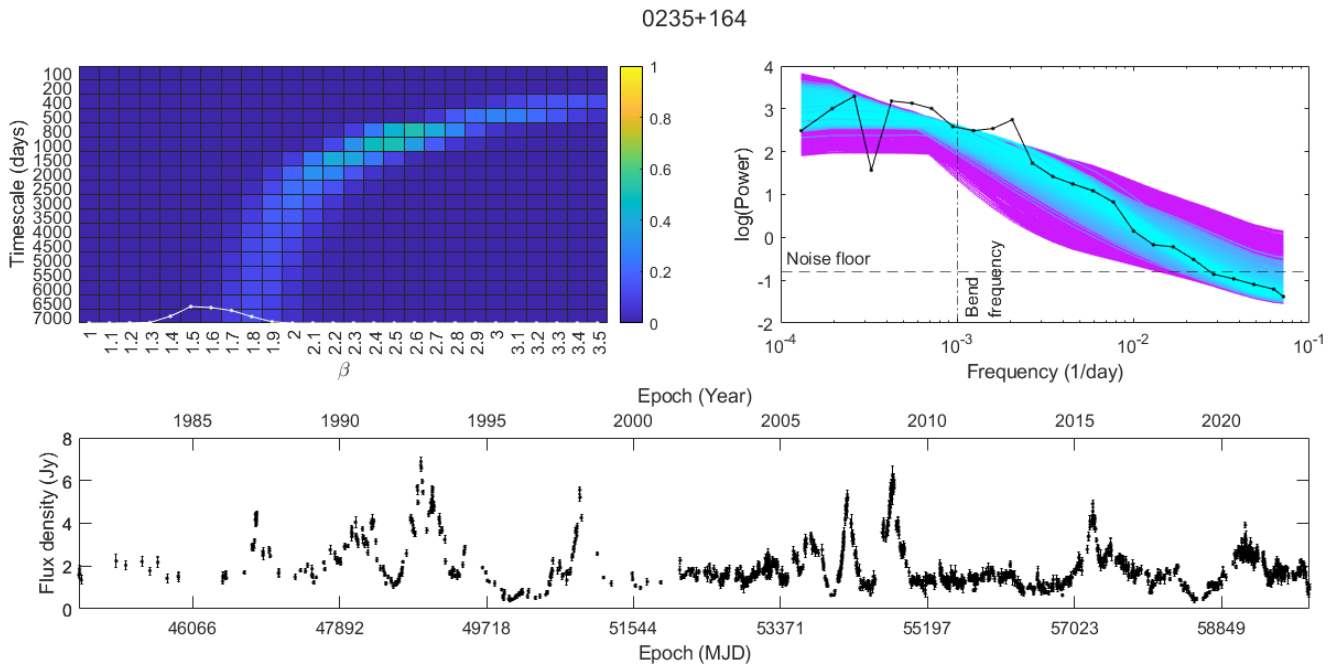 0235+164
Timescale (days)
100
200
400
500
800
1000
1500
2000
2500
3000
3500
4000
4500
5000
5500
6000
6500
7000
1 1.1 1.2 1.3 1.4 1.5 1.6 1.7 1.8 1.9 2 2.1 2.2 2.3 2.4 2.5 2.6 2.7 2.8 2.9 3 3.1 3.2 3.3 3.4 3.5
β
1
0.8
0.6
0.4
0.2
0
log(Power)
4
3
2
1
0
-1
-2
Noise floor
Bend
frequency
10^-4 10^-3 10^-2 10^-1
Frequency (1/day)
Epoch (Year)
1985 1990 1995 2000 2005 2010 2015 2020
Flux density (Jy)
8
6
4
2
0
46066 47892 49718 51544 53371 55197 57023 58849
Epoch (MJD)